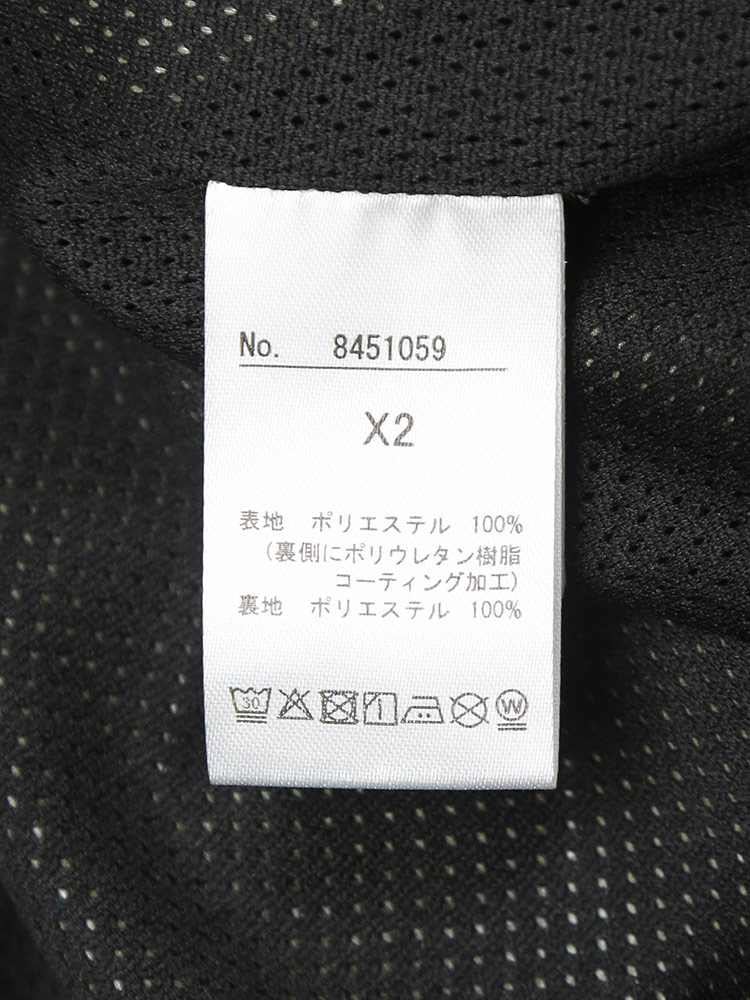 No. 8451059
X2
表地 ポリエステル 100%
(裏側にポリウレタン樹脂
コーティング加工)
裏地 ポリエステル 100%
30 W